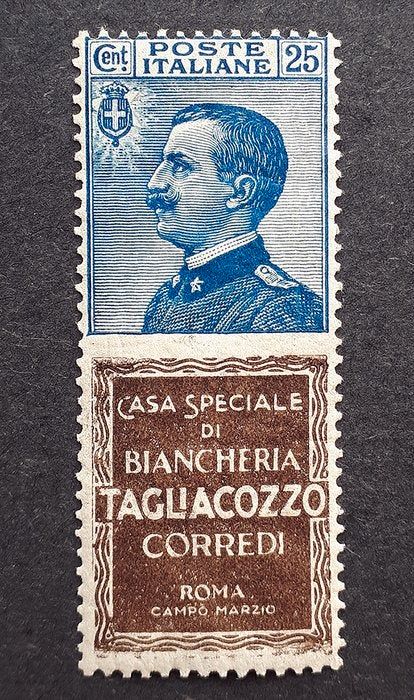 Cent POSTE 25
ITALIANE
CASA SPECIALE
DI
BIANCHERIA
TAGLIACOZZO
CORREDI
ROMA
CAMPO MARZIO